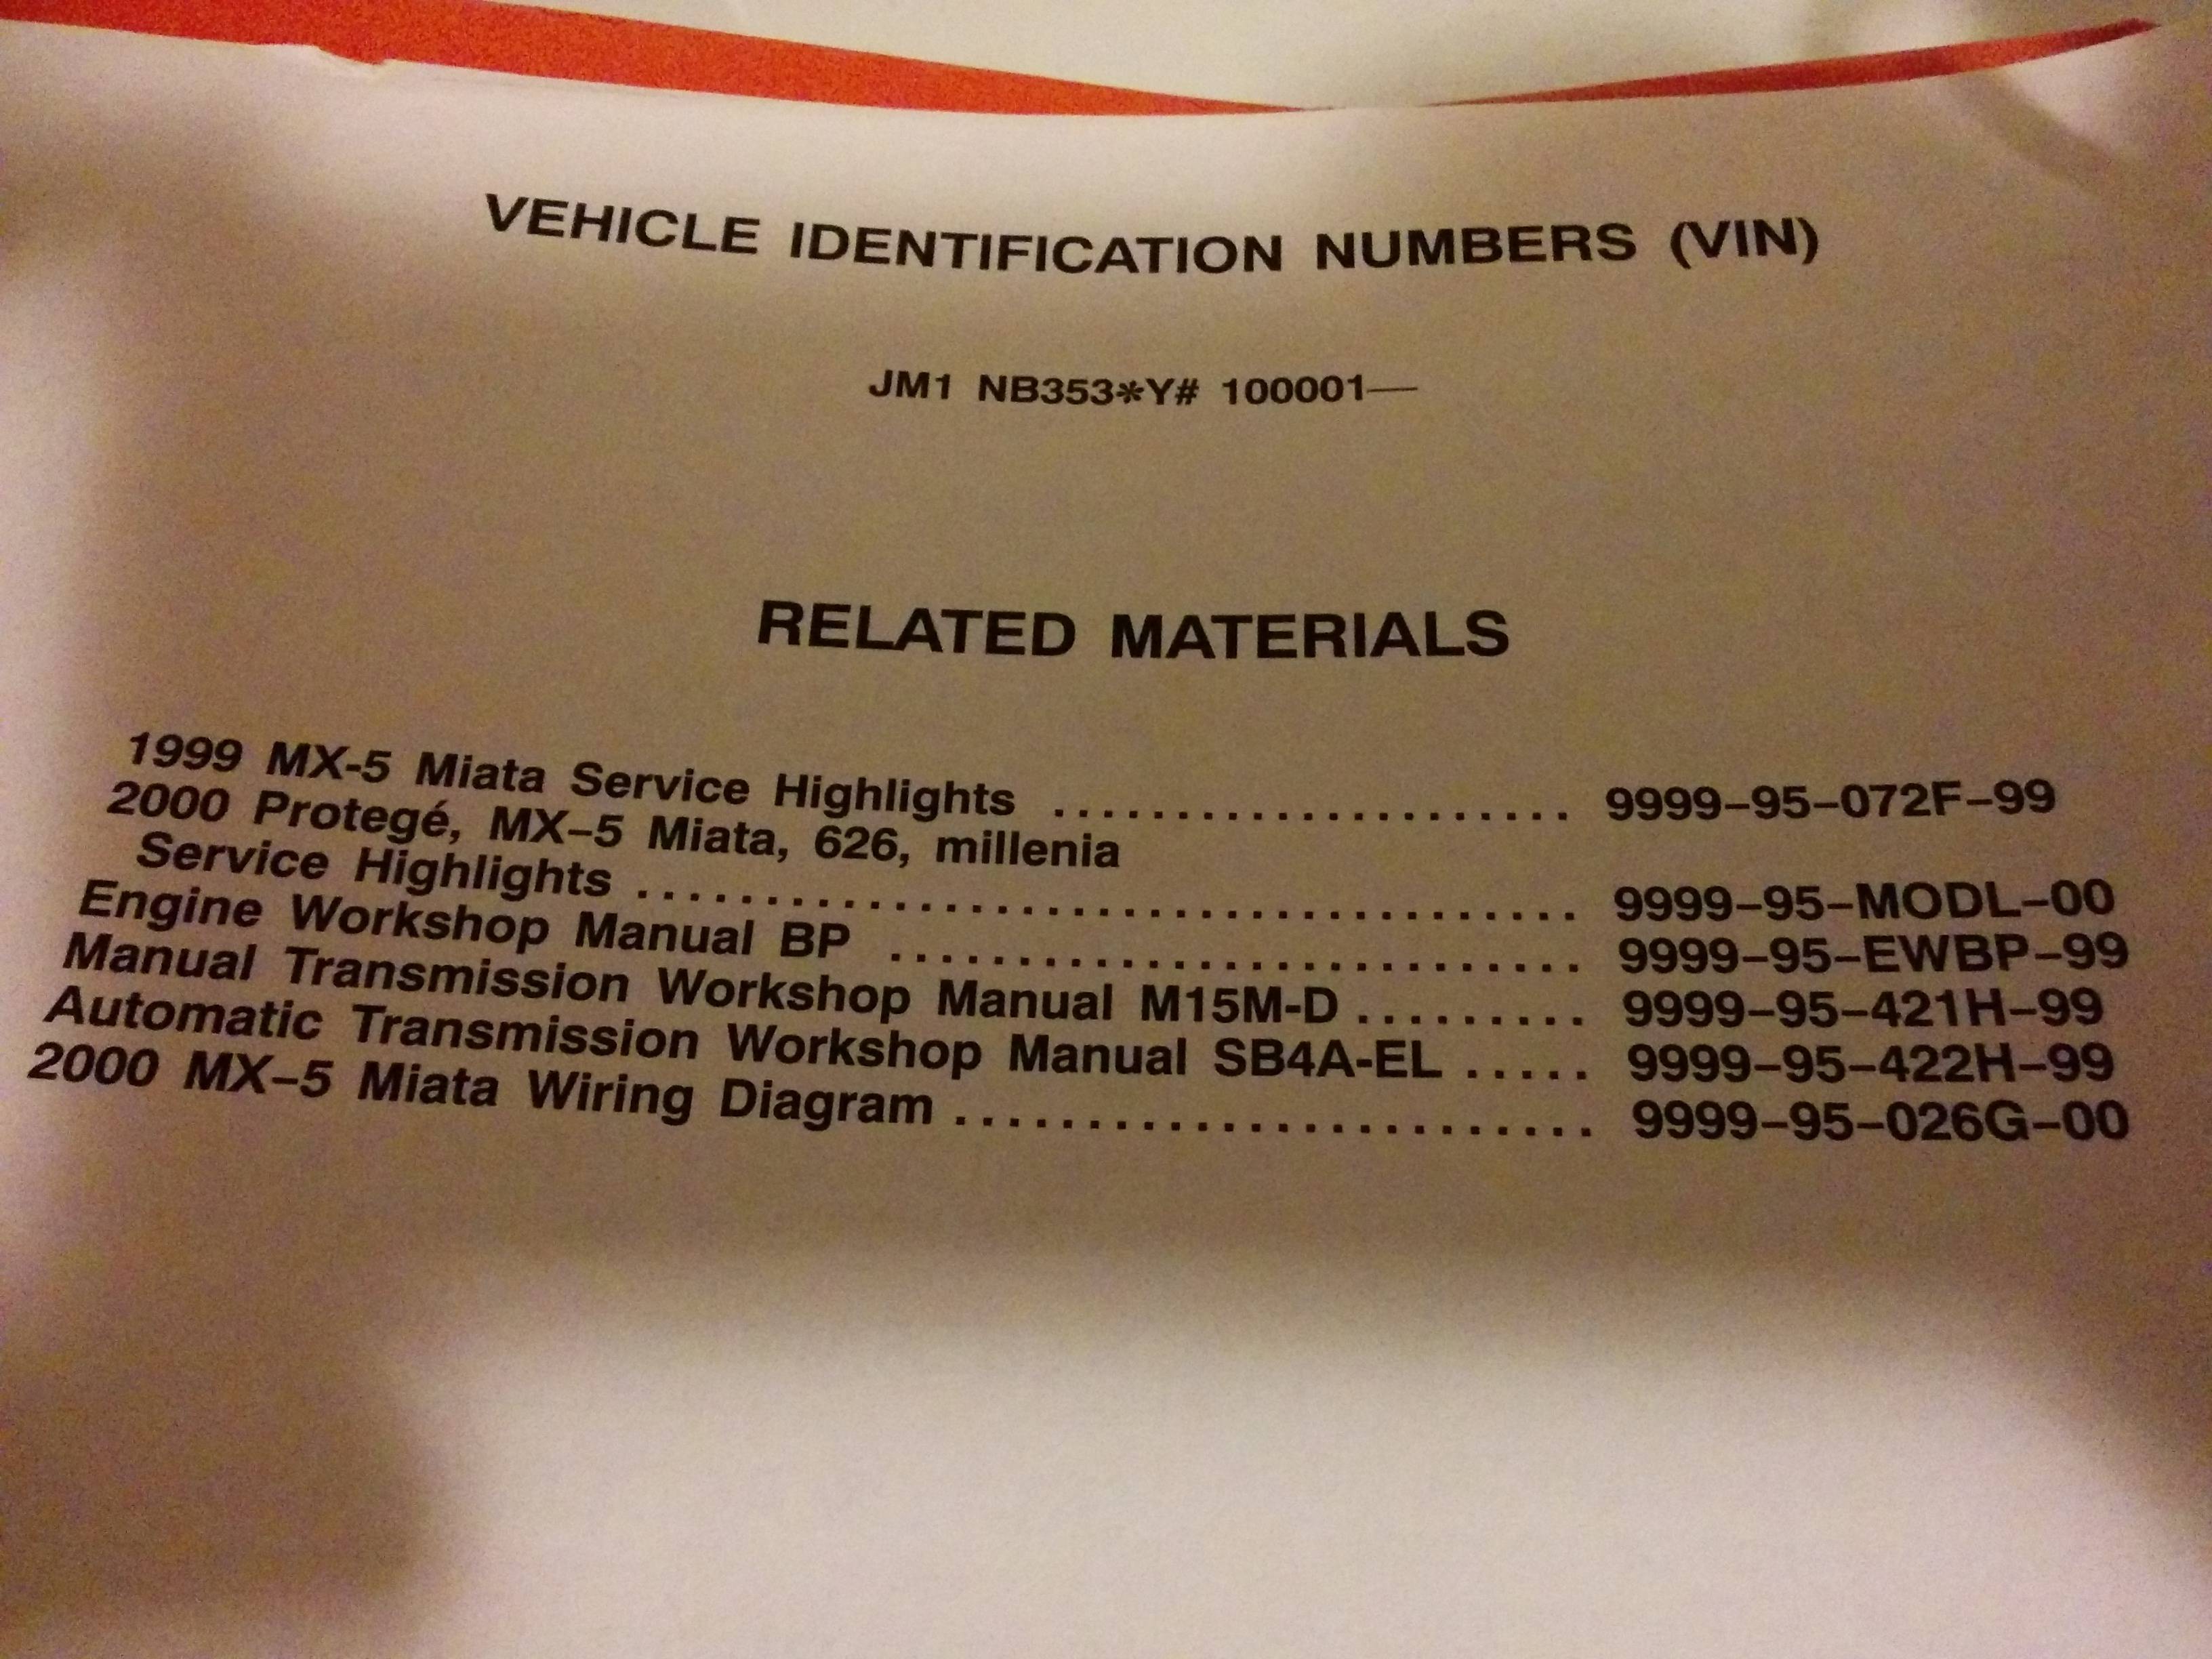 VEHICLE IDENTIFICATION NUMBERS (VIN)
JM1 NB353*Y# 100001—
RELATED MATERIALS
1999 MX-5 Miata Service Highlights .................... 9999–95–072F–99
2000 Protegé, MX–5 Miata, 626, millenia
Service Highlights ..................................... 9999–95–MODL–00
Engine Workshop Manual BP ........................... 9999–95–EWBP–99
Manual Transmission Workshop Manual M15M-D ......... 9999–95–421H–99
Automatic Transmission Workshop Manual SB4A-EL ..... 9999–95–422H–99
2000 MX–5 Miata Wiring Diagram ......................... 9999–95–026G–00